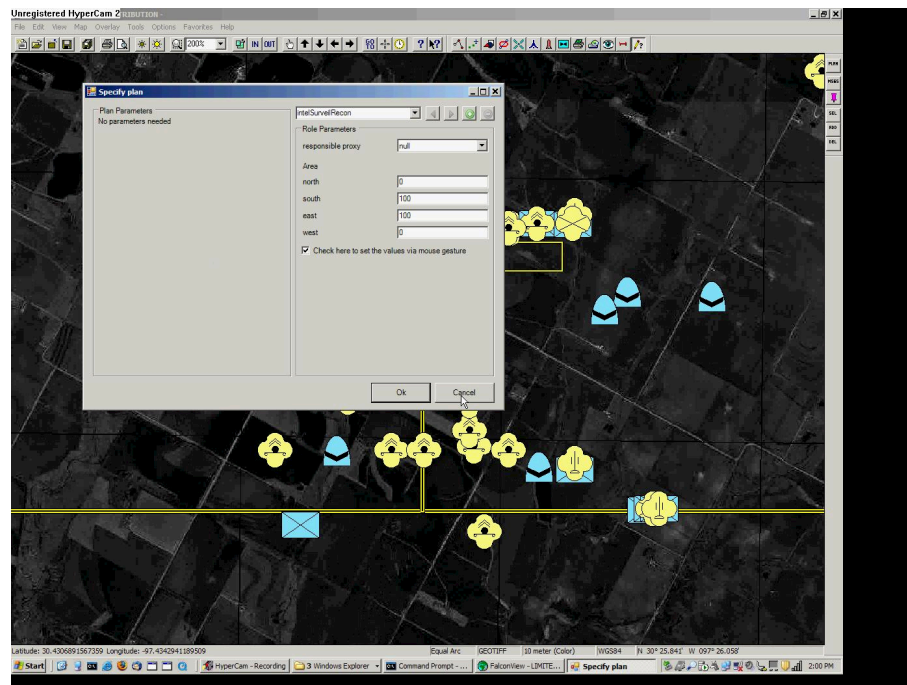 Unregistered HyperCam 2 RIBUTION -
File Edit View Map Overlay Tools Options Favorites Help
200% IN OUT ? ?
Specify plan
Plan Parameters
No parameters needed
intelSurveilRecon
Role Parameters
responsible proxy null
Area
north 0
south 100
east 100
west 0
Check here to set the values via mouse gesture
Ok Cancel
PLAN
MSGS
SEL
ADD
DEL
Latitude: 30.4306891567359 Longitude: -97.4342941189509 Equal Arc GEOTIFF 10 meter (Color) WGS84 N 30° 25.841' W 097° 26.058'
Start HyperCam - Recording 3 Windows Explorer Command Prompt - ... FalconView - LIMITE... Specify plan 2:00 PM